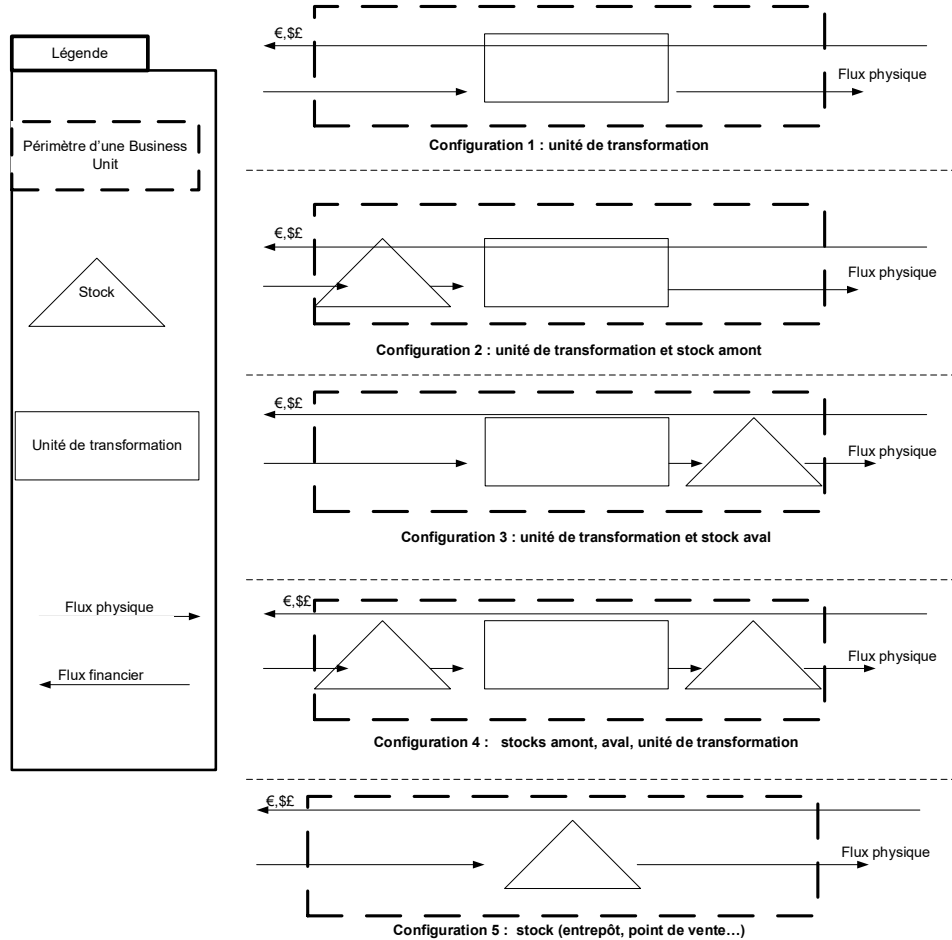 Légende
Périmètre d'une Business
Unit
Stock
Unité de transformation
Flux physique
Flux financier
€,$£
Flux physique
Configuration 1 : unité de transformation
€,$£
Flux physique
Configuration 2 : unité de transformation et stock amont
€,$£
Flux physique
Configuration 3 : unité de transformation et stock aval
€,$£
Flux physique
Configuration 4 : stocks amont, aval, unité de transformation
€,$£
Flux physique
Configuration 5 : stock (entrepôt, point de vente…)